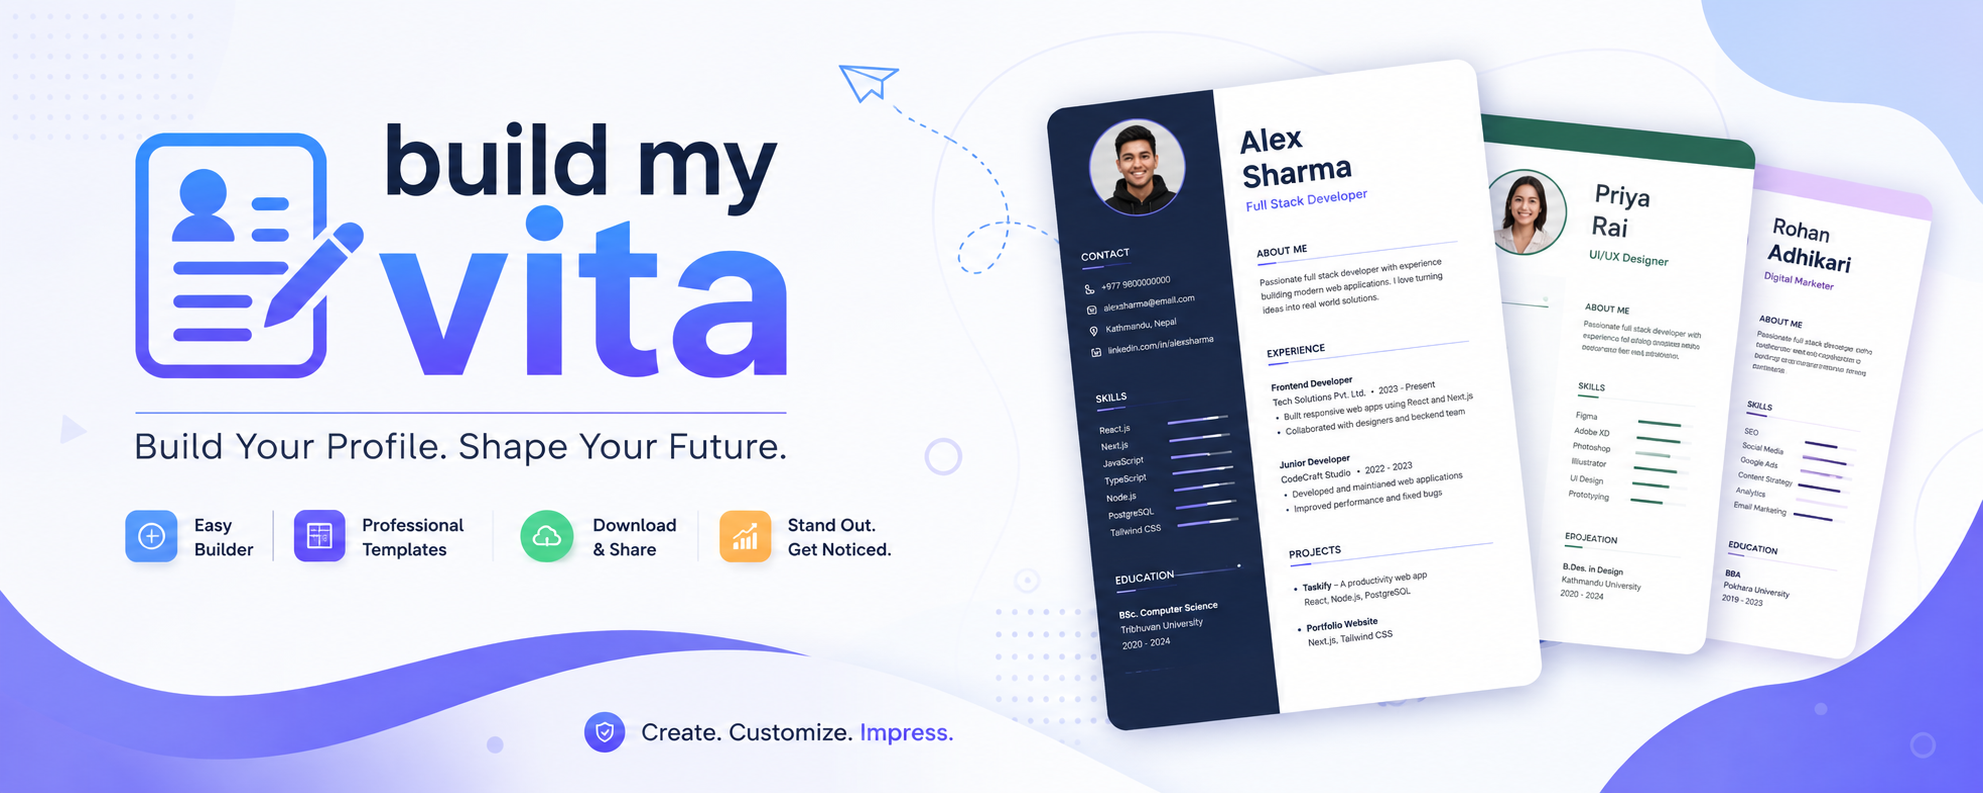 build my
vita
Build Your Profile. Shape Your Future.
Easy
Builder
Professional
Templates
Download
& Share
Stand Out.
Get Noticed.
Create. Customize. Impress.
Alex
Sharma
Full Stack Developer
CONTACT
+977 9800000000
alexsharma@email.com
Kathmandu, Nepal
linkedin.com/in/alexsharma
SKILLS
React.js
Next.js
JavaScript
TypeScript
Node.js
PostgreSQL
Tailwind CSS
EDUCATION
BSc. Computer Science
Tribhuvan University
2020 - 2024
ABOUT ME
Passionate full stack developer with experience
building modern web applications. I love turning
ideas into real world solutions.
EXPERIENCE
Frontend Developer
Tech Solutions Pvt. Ltd. • 2023 - Present
• Built responsive web apps using React and Next.js
• Collaborated with designers and beckend team
Junior Developer
CodeCraft Studio • 2022 - 2023
• Developed and maintianed web applications
• Improved performance and fixed bugs
PROJECTS
• Taskify – A productivity web app
React, Node.js, PostgreSQL
• Portfolio Website
Next.js, Tailwind CSS
Priya
Rai
UI/UX Designer
ABOUT ME
Passionate full stack developer with
experience
SKILLS
Figma
Adobe XD
Photoshop
Illiustrator
UI Design
Prototyying
EPOJEATION
B.Des. in Design
Kathmandu University
2020 - 2024
Rohan
Adhikari
Digital Marketer
ABOUT ME
Passionate full stack
SKILLS
SEO
Social Media
Google Ads
Content Strategy
Analytics
Email Marketing
EDUCATION
BBA
Pokhara University
2019 - 2023